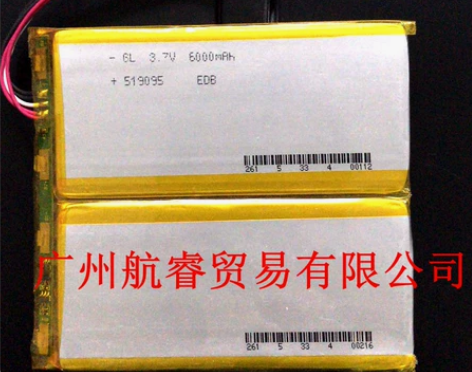 - GL 3.7V 6000mAh
+ 519095 EDB
261 5 33 4 00112
广州航睿贸易有限公司
261 5 33 4 00216